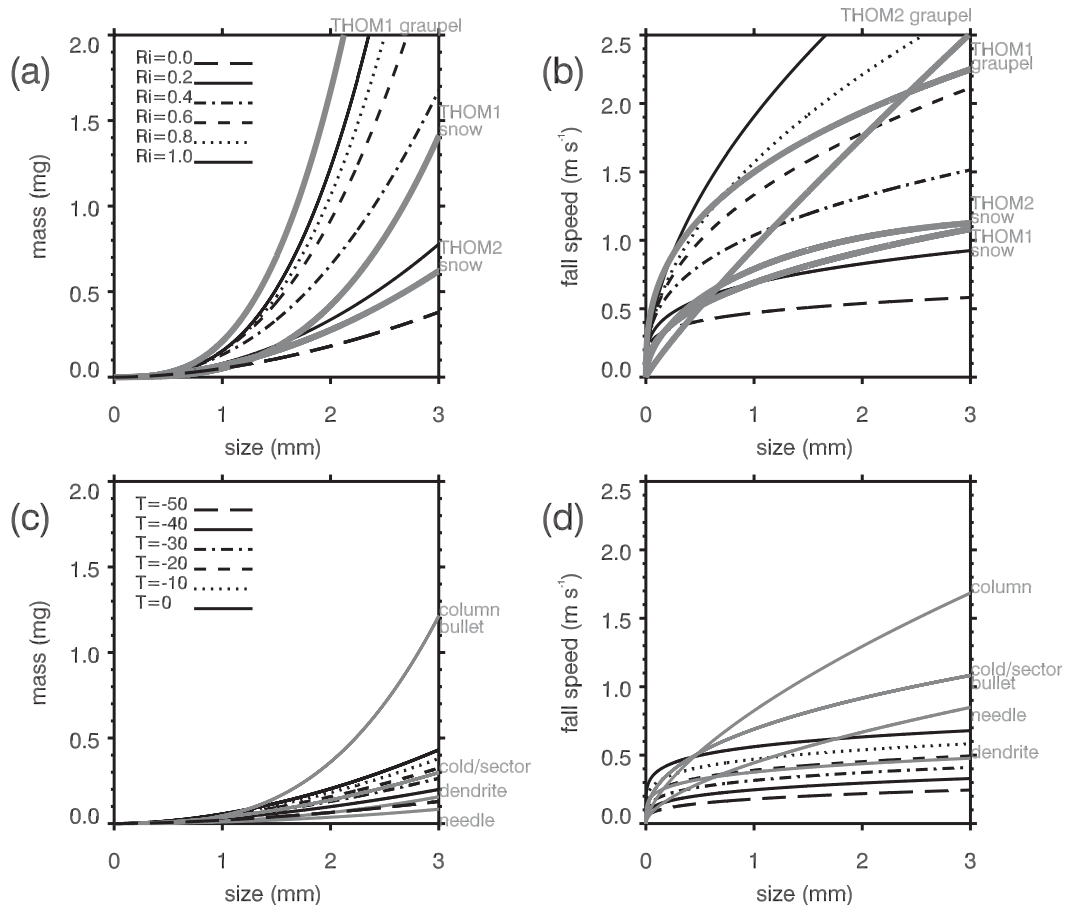 THOM1 graupel
(a)
2.0
1.5
1.0
0.5
0.0
mass (mg)
Ri=0.0
Ri=0.2
Ri=0.4
Ri=0.6
Ri=0.8
Ri=1.0
THOM1
snow
THOM2
snow
0 1 2 3
size (mm)
THOM2 graupel
(b)
2.5
2.0
1.5
1.0
0.5
0.0
fall speed (m s-1)
THOM1
graupel
THOM2
snow
THOM1
snow
0 1 2 3
size (mm)
(c)
2.0
1.5
1.0
0.5
0.0
mass (mg)
T=-50
T=-40
T=-30
T=-20
T=-10
T=0
column
bullet
cold/sector
dendrite
needle
0 1 2 3
size (mm)
(d)
2.5
2.0
1.5
1.0
0.5
0.0
fall speed (m s-1)
column
cold/sector
bullet
needle
dendrite
0 1 2 3
size (mm)